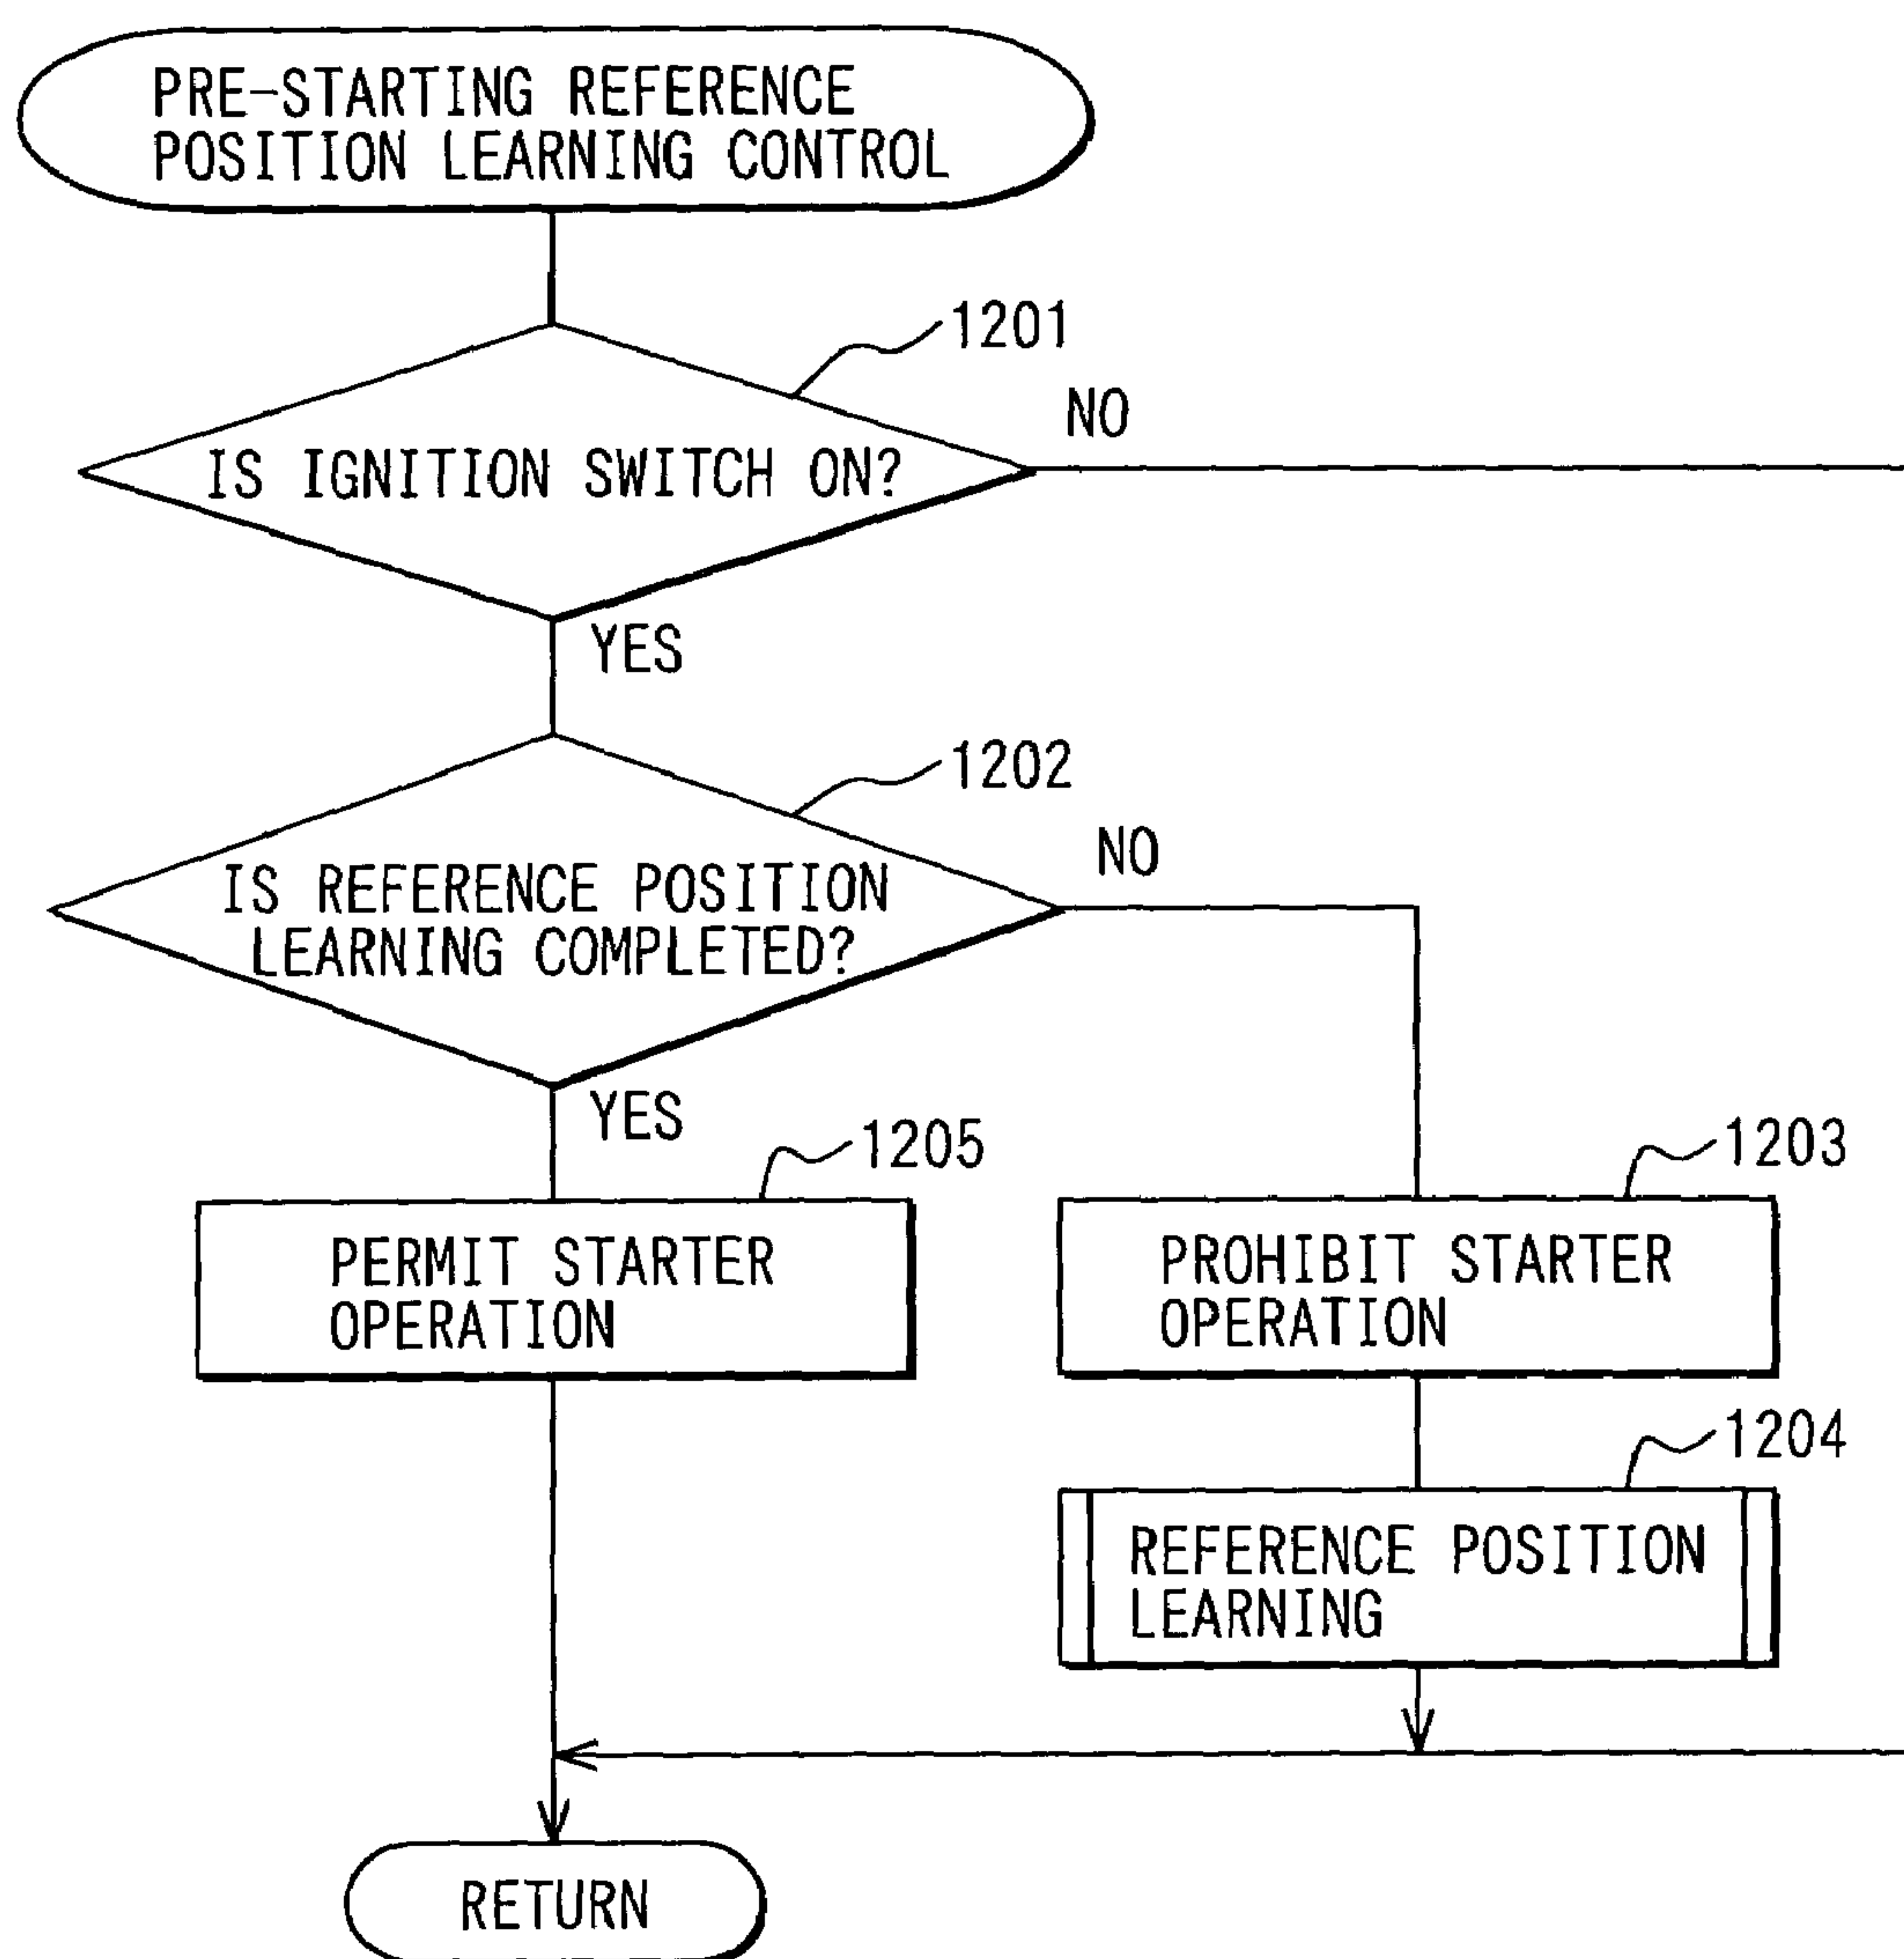 PRE-STARTING REFERENCE
POSITION LEARNING CONTROL
1201
NO
IS IGNITION SWITCH ON?
YES
1202
NO
IS REFERENCE POSITION
LEARNING COMPLETED?
YES
1205
1203
PERMIT STARTER
OPERATION
PROHIBIT STARTER
OPERATION
1204
REFERENCE POSITION
LEARNING
RETURN